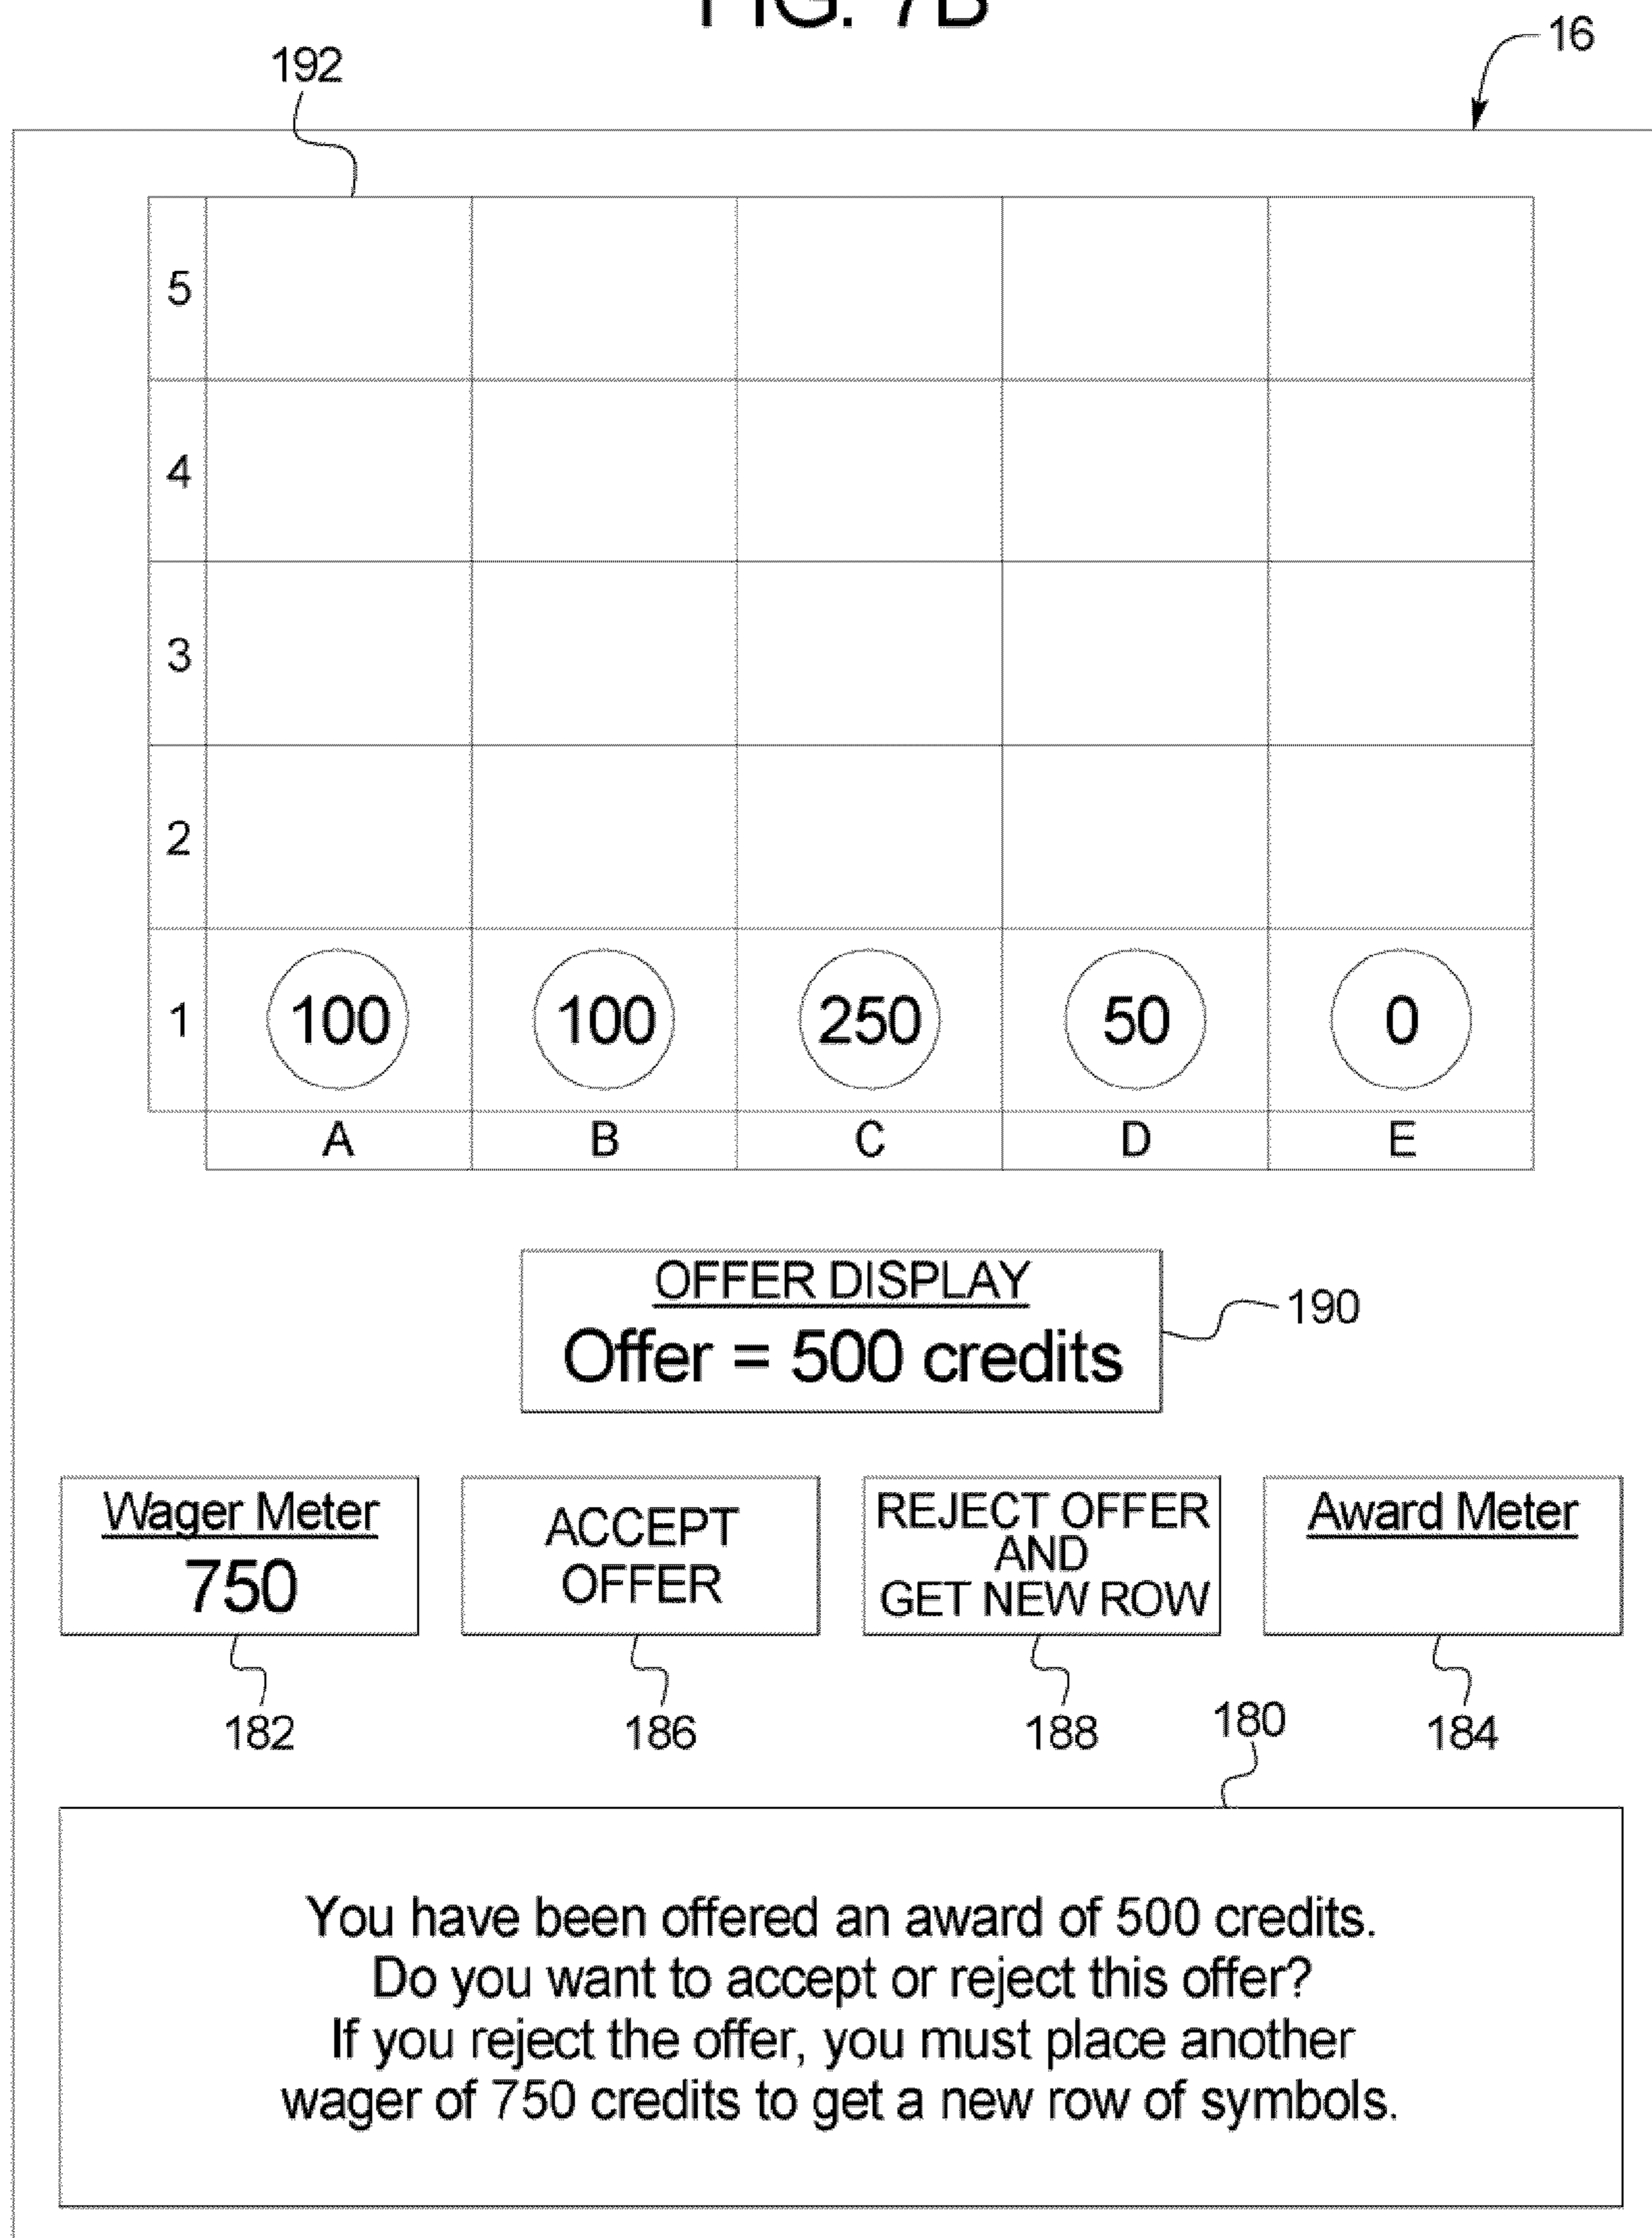 FIG. 7B
16
192
5
4
3
2
1 100 100 250 50 0
A B C D E
OFFER DISPLAY
Offer = 500 credits
190
Wager Meter
750
ACCEPT
OFFER
REJECT OFFER
AND
GET NEW ROW
Award Meter
182
186
188
180
184
You have been offered an award of 500 credits.
Do you want to accept or reject this offer?
If you reject the offer, you must place another
wager of 750 credits to get a new row of symbols.